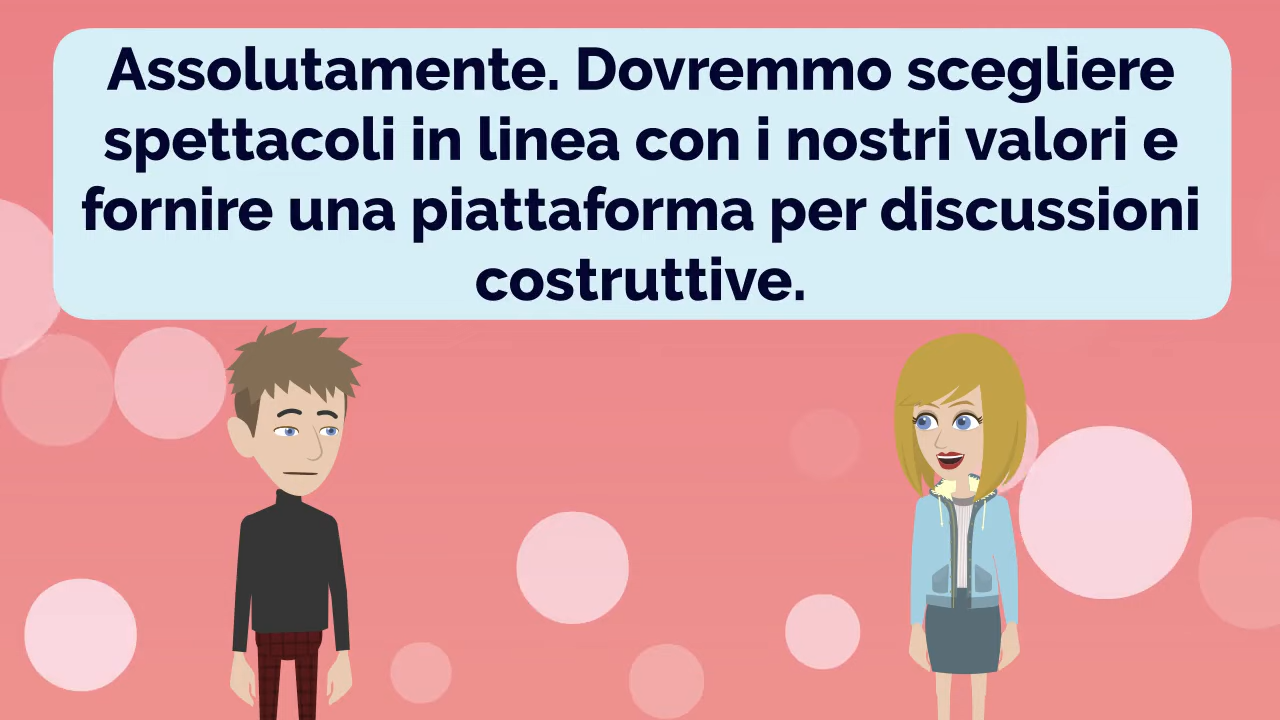 Assolutamente. Dovremmo scegliere
spettacoli in linea con i nostri valori e
fornire una piattaforma per discussioni
costruttive.